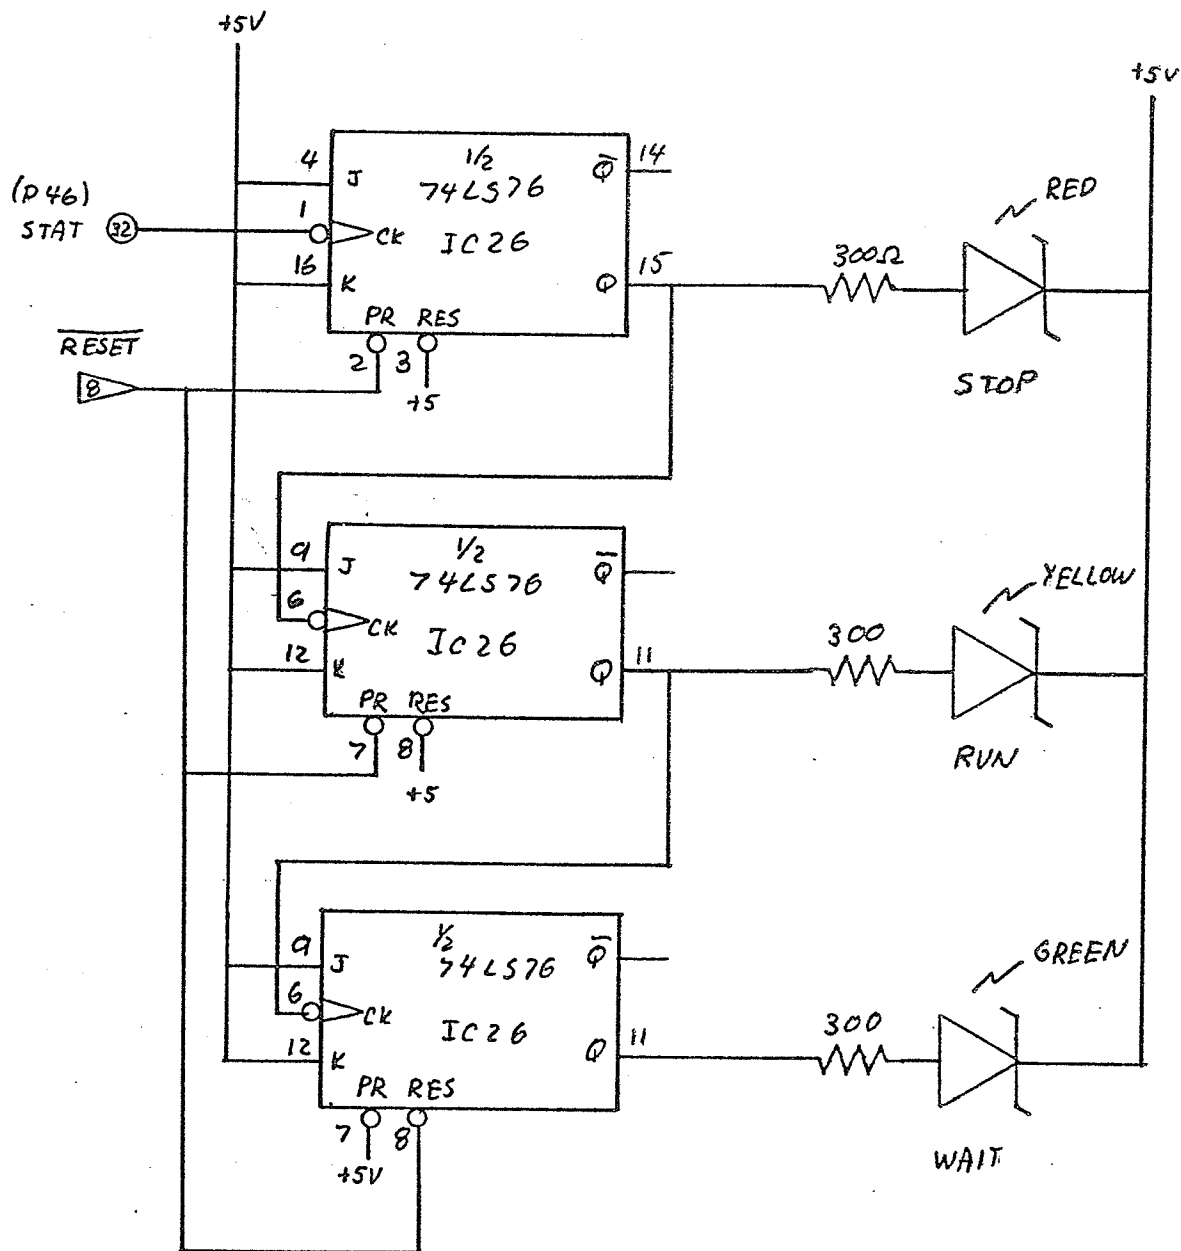 +5V
+5V
4
J
1/2
74LS76
Q̅
14
(P46)
STAT
32
1
CK
IC26
RED
16
K
Q
15
300Ω
PR
RES
R̅E̅S̅E̅T̅
8
2
3
+5
STOP
9
J
1/2
74LS76
Q̅
YELLOW
6
CK
IC26
12
K
Q
11
300
PR
RES
7
8
+5
RUN
9
J
1/2
74LS76
Q̅
GREEN
6
CK
IC26
12
K
Q
11
300
PR
RES
7
8
+5V
WAIT